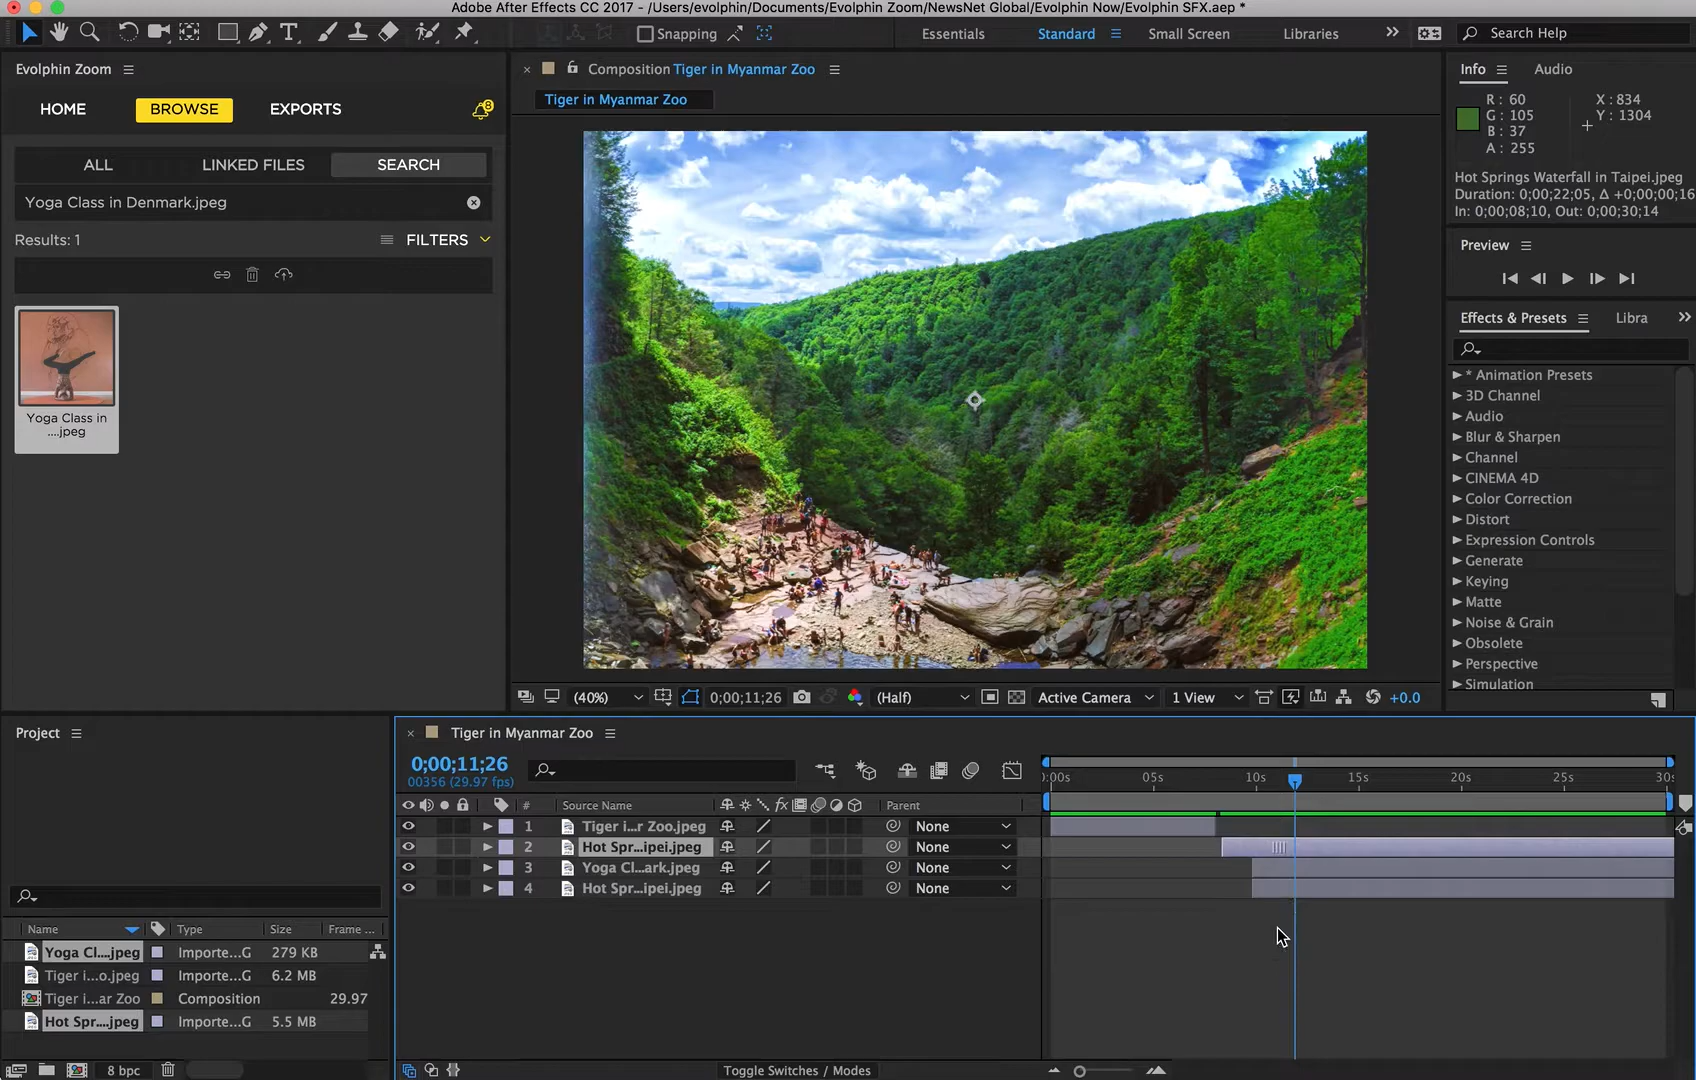 Adobe After Effects CC 2017 - /Users/evolphin/Documents/Evolphin Zoom/NewsNet Global/Evolphin Now/Evolphin SFX.aep *
Snapping
Essentials
Standard
Small Screen
Libraries
Search Help
Evolphin Zoom
HOME
BROWSE
EXPORTS
8
ALL
LINKED FILES
SEARCH
Yoga Class in Denmark.jpeg
Results: 1
FILTERS
Yoga Class in
....jpeg
Composition Tiger in Myanmar Zoo
Tiger in Myanmar Zoo
(40%)
0;00;11;26
(Half)
Active Camera
1 View
+0.0
Info
Audio
R : 60
G : 105
B : 37
A : 255
X : 834
Y : 1304
Hot Springs Waterfall in Taipei.jpeg
Duration: 0;00;22;05, Δ +0;00;00;16
In: 0;00;08;10, Out: 0;00;30;14
Preview
Effects & Presets
Libra
* Animation Presets
3D Channel
Audio
Blur & Sharpen
Channel
CINEMA 4D
Color Correction
Distort
Expression Controls
Generate
Keying
Matte
Noise & Grain
Obsolete
Perspective
Simulation
Project
Name
Type
Size
Frame ...
Yoga Cl....jpeg
Importe...G
279 KB
Tiger i...o.jpeg
Importe...G
6.2 MB
Tiger i...ar Zoo
Composition
29.97
Hot Spr....jpeg
Importe...G
5.5 MB
8 bpc
Tiger in Myanmar Zoo
0;00;11;26
00356 (29.97 fps)
#
Source Name
fx
Parent
1
Tiger i...r Zoo.jpeg
None
2
Hot Spr...ipei.jpeg
None
3
Yoga Cl...ark.jpeg
None
4
Hot Spr...ipei.jpeg
None
):00s
05s
10s
15s
20s
25s
30s
Toggle Switches / Modes